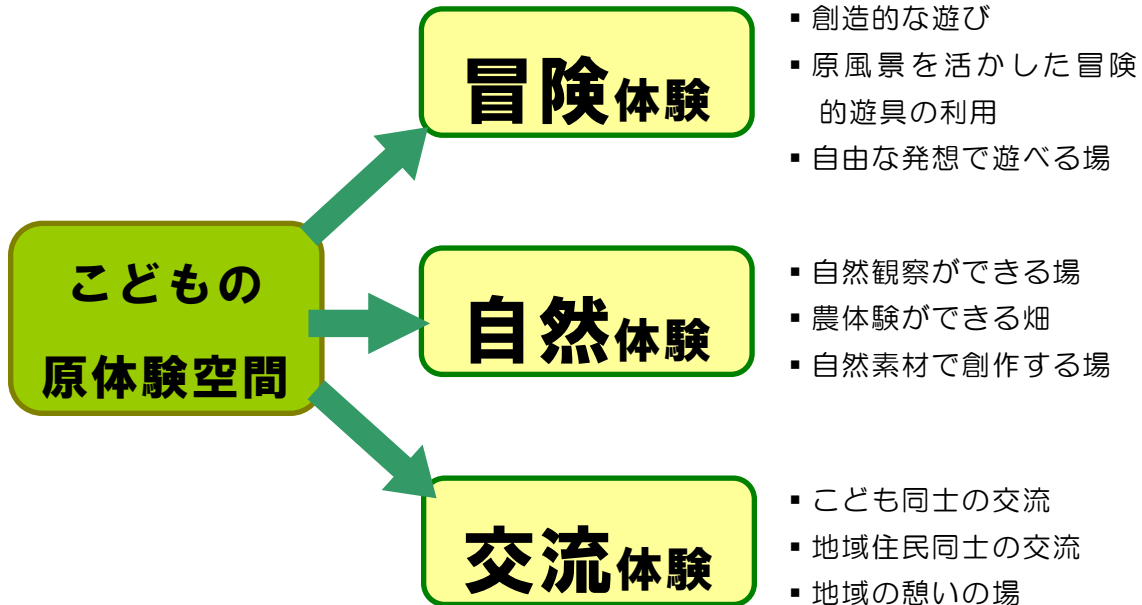 こどもの
原体験空間
冒険体験
▪ 創造的な遊び
▪ 原風景を活かした冒険
的遊具の利用
▪ 自由な発想で遊べる場
自然体験
▪ 自然観察ができる場
▪ 農体験ができる畑
▪ 自然素材で創作する場
交流体験
▪ こども同士の交流
▪ 地域住民同士の交流
▪ 地域の憩いの場